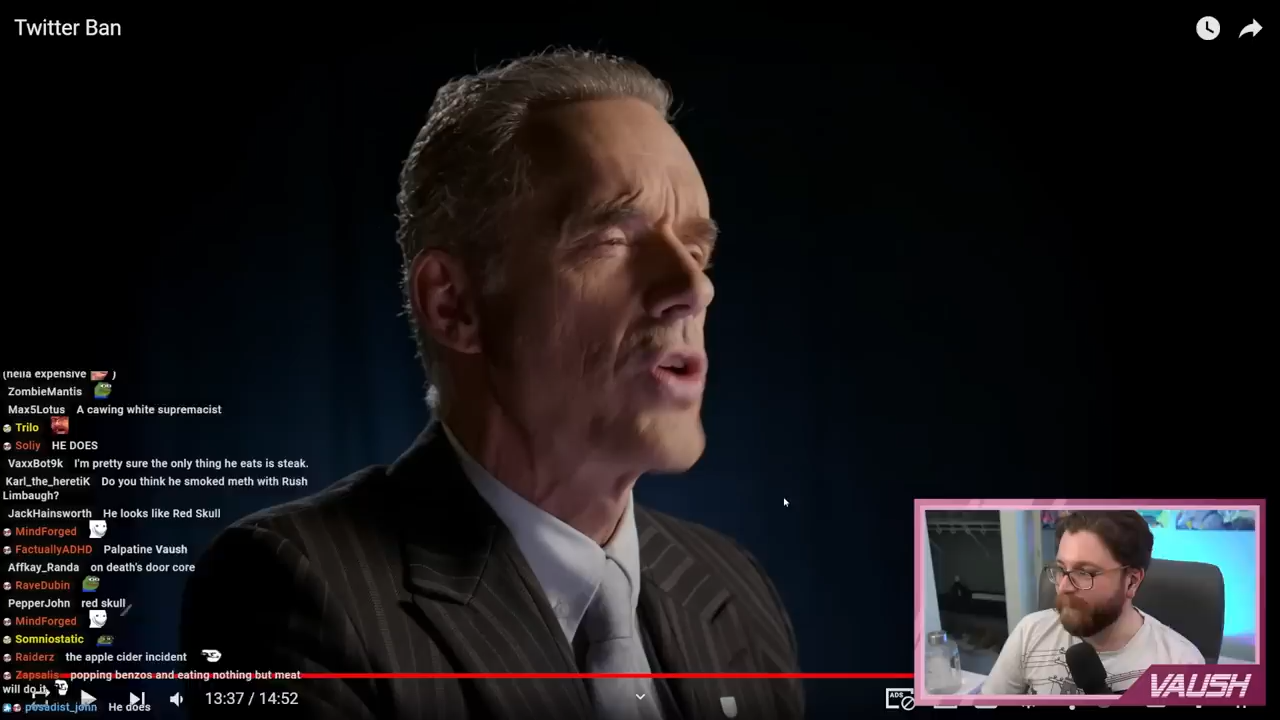 Twitter Ban
(hella expensive )
ZombieMantis
Max5Lotus A cawing white supremacist
Trilo
Soliy HE DOES
VaxxBot9k I'm pretty sure the only thing he eats is steak.
Karl_the_heretiK Do you think he smoked meth with Rush
Limbaugh?
JackHainsworth He looks like Red Skull
MindForged
FactuallyADHD Palpatine Vaush
Affkay_Randa on death's door core
RaveDubin
PepperJohn red skull
MindForged
Somniostatic
Raiderz the apple cider incident
Zapsalis popping benzos and eating nothing but meat
will do it
13:37 / 14:52
posadist_john He does
ADS
VAUSH